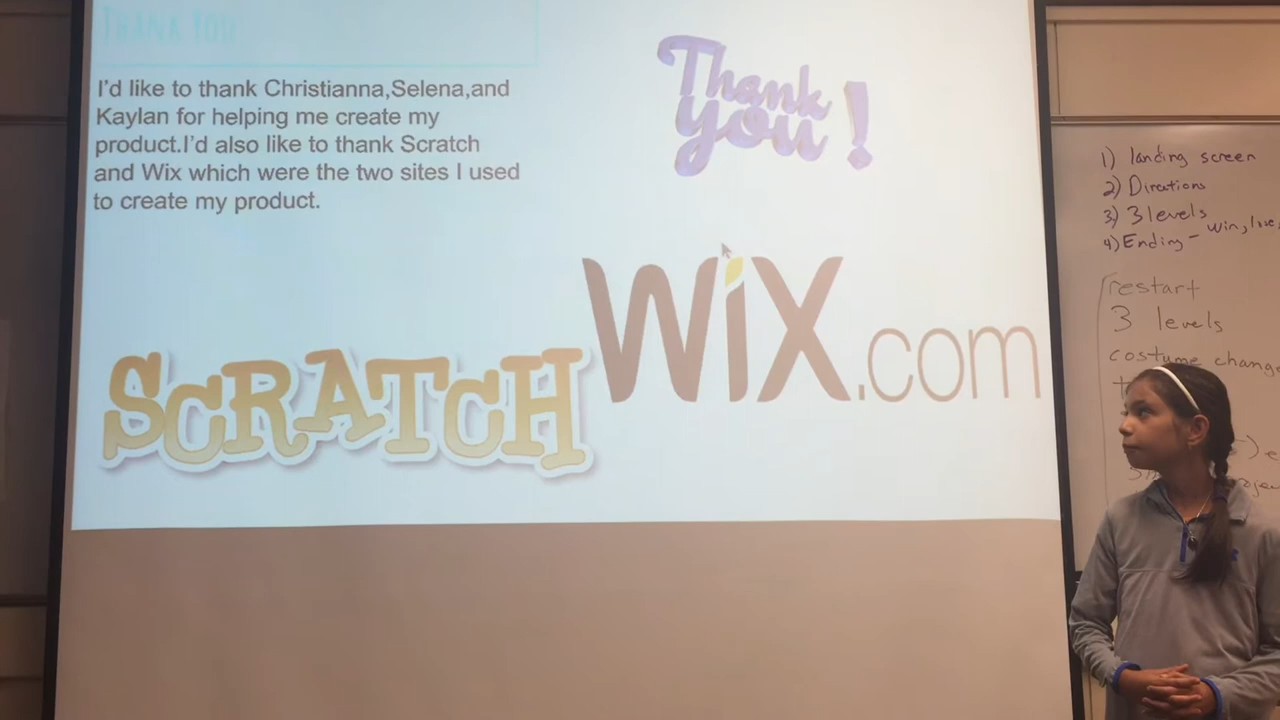 THANK YOU
I'd like to thank Christianna,Selena,and
Kaylan for helping me create my
product.I'd also like to thank Scratch
and Wix which were the two sites I used
to create my product.
Thank
you!
WiX.com
SCRATCH
1) landing screen
2) Directions
3) 3 levels
4) Ending - win, lose,
restart
3 levels
costume change